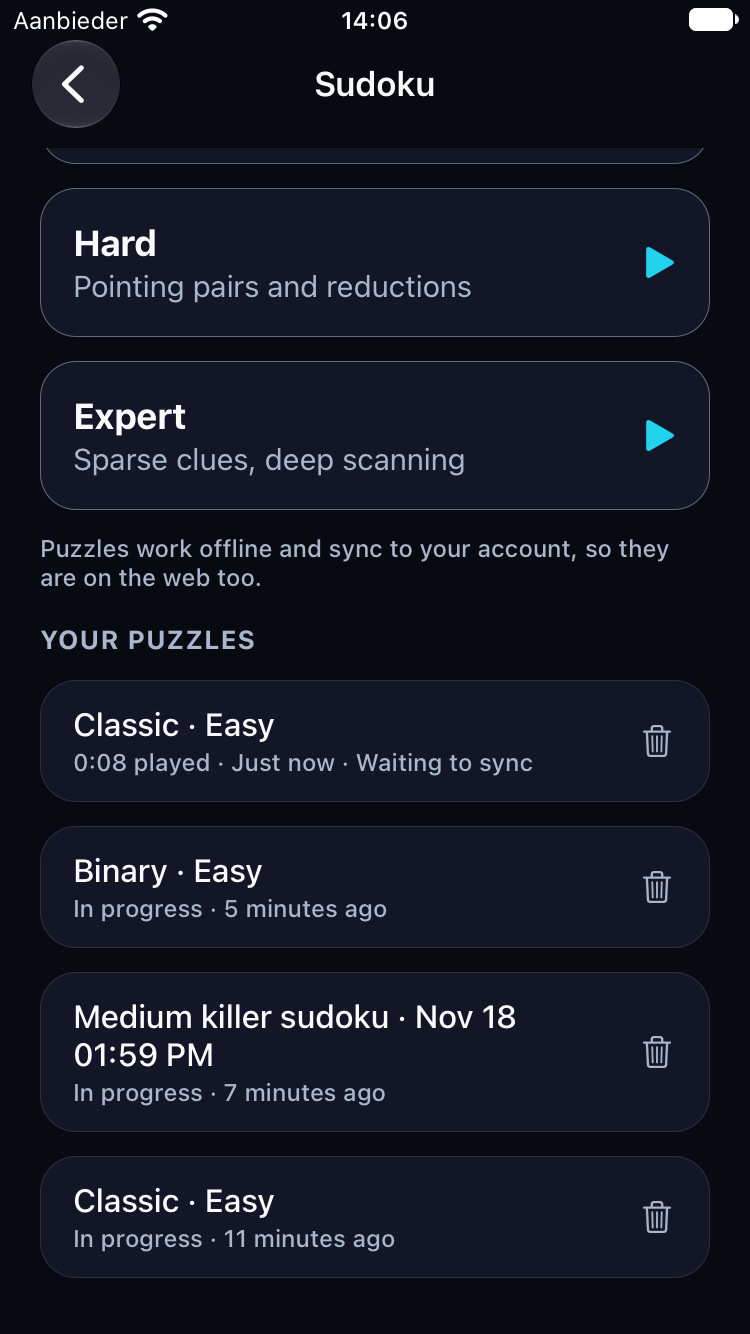 Aanbieder 14:06
Sudoku
Hard
Pointing pairs and reductions
Expert
Sparse clues, deep scanning
Puzzles work offline and sync to your account, so they
are on the web too.
YOUR PUZZLES
Classic · Easy
0:08 played · Just now · Waiting to sync
Binary · Easy
In progress · 5 minutes ago
Medium killer sudoku · Nov 18
01:59 PM
In progress · 7 minutes ago
Classic · Easy
In progress · 11 minutes ago